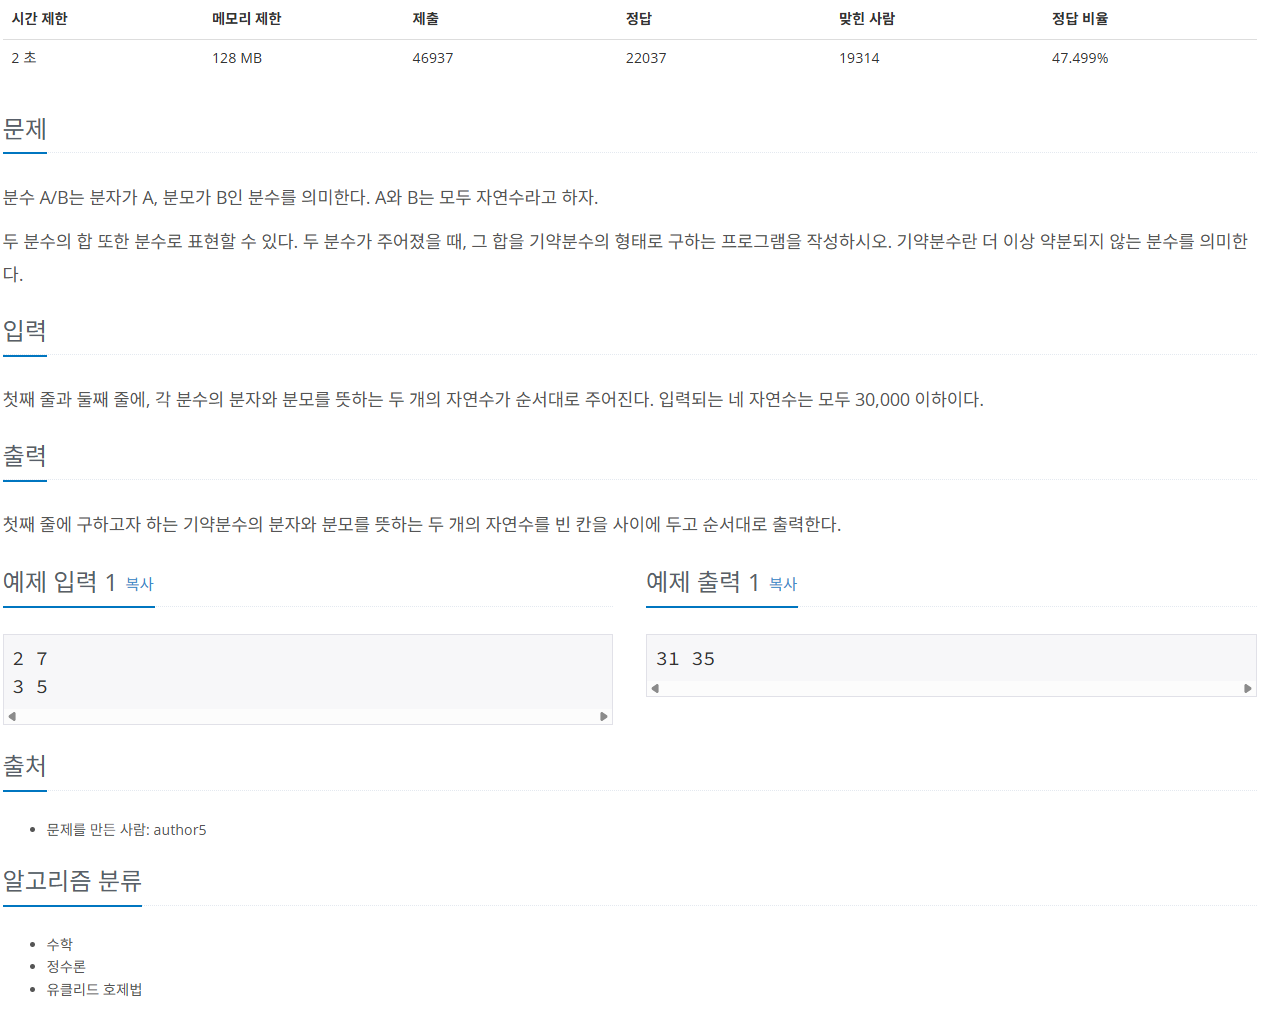 시간 제한 메모리 제한 제출 정답 맞힌 사람 정답 비율
2 초 128 MB 46937 22037 19314 47.499%
문제
분수 A/B는 분자가 A, 분모가 B인 분수를 의미한다. A와 B는 모두 자연수라고 하자.
두 분수의 합 또한 분수로 표현할 수 있다. 두 분수가 주어졌을 때, 그 합을 기약분수의 형태로 구하는 프로그램을 작성하시오. 기약분수란 더 이상 약분되지 않는 분수를 의미한
다.
입력
첫째 줄과 둘째 줄에, 각 분수의 분자와 분모를 뜻하는 두 개의 자연수가 순서대로 주어진다. 입력되는 네 자연수는 모두 30,000 이하이다.
출력
첫째 줄에 구하고자 하는 기약분수의 분자와 분모를 뜻하는 두 개의 자연수를 빈 칸을 사이에 두고 순서대로 출력한다.
예제 입력 1 복사
2 7
3 5
예제 출력 1 복사
31 35
출처
문제를 만든 사람: author5
알고리즘 분류
수학
정수론
유클리드 호제법